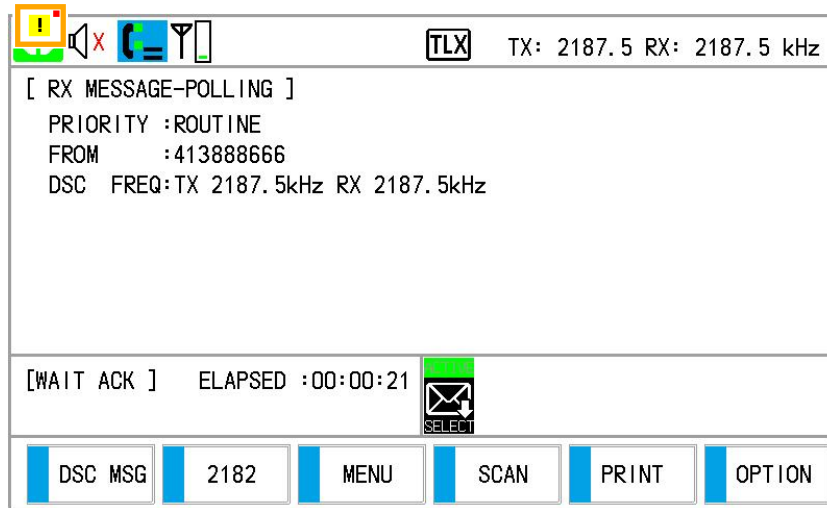 !
TLX TX: 2187.5 RX: 2187.5 kHz
[ RX MESSAGE-POLLING ]
PRIORITY :ROUTINE
FROM :413888666
DSC FREQ:TX 2187.5kHz RX 2187.5kHz
[WAIT ACK ] ELAPSED :00:00:21
ACTIVE
SELECT
DSC MSG 2182 MENU SCAN PRINT OPTION